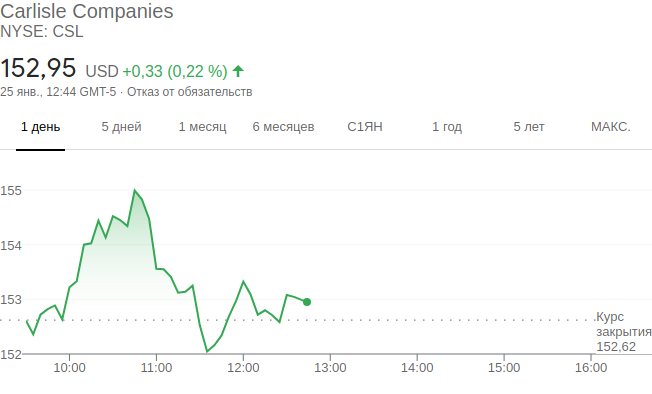 Carlisle Companies
NYSE: CSL
152,95 USD +0,33 (0,22 %)
25 янв., 12:44 GMT-5 · Отказ от обязательств
1 день 5 дней 1 месяц 6 месяцев С1ЯН 1 год 5 лет МАКС.
155
154
153
Курс
закрытия
152,62
152
10:00 11:00 12:00 13:00 14:00 15:00 16:00